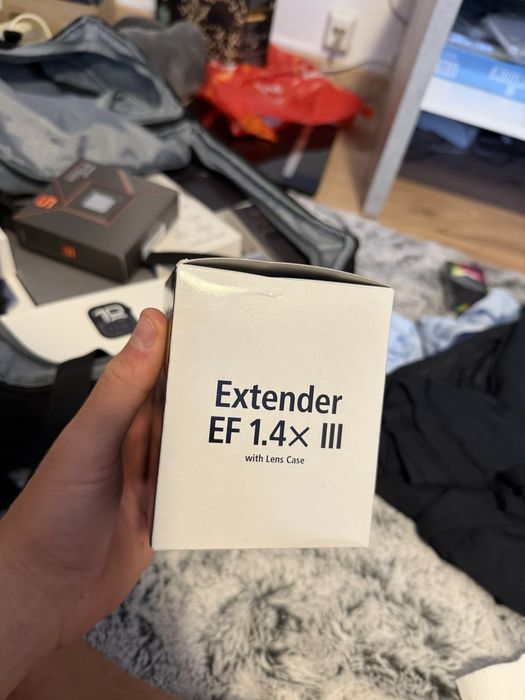 Extender
EF 1.4× III
with Lens Case